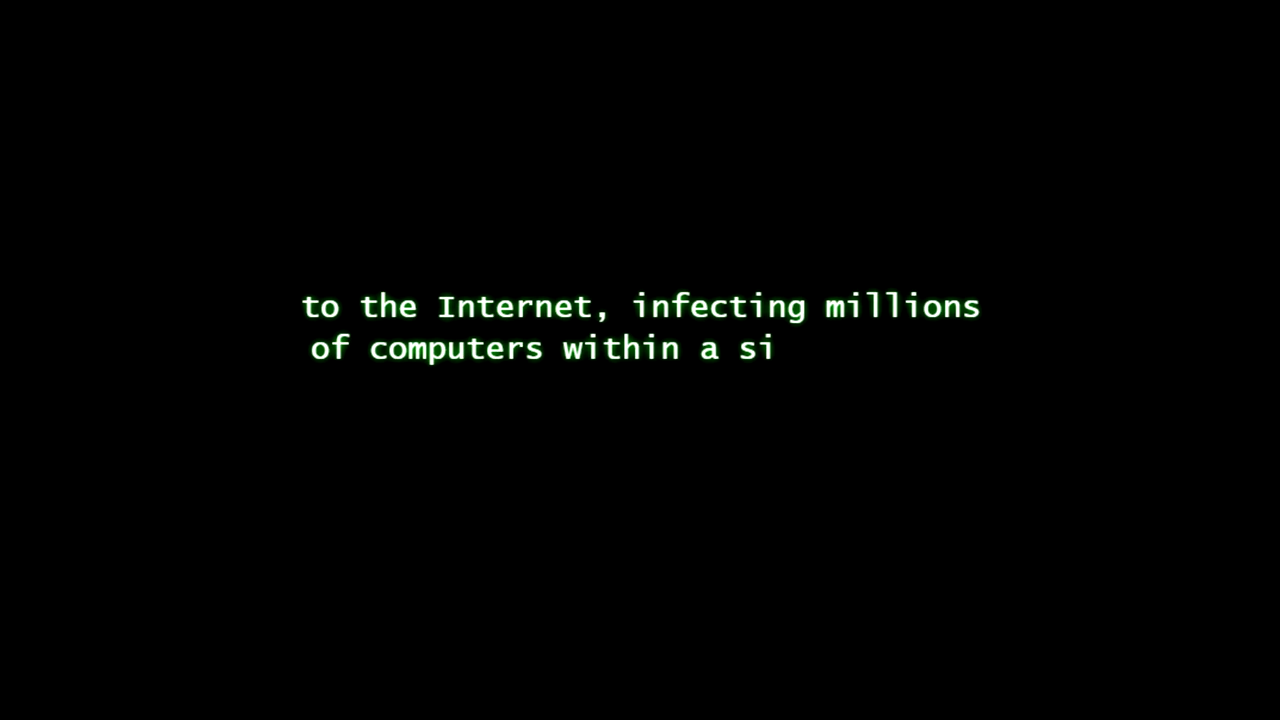 to the Internet, infecting millions
of computers within a si